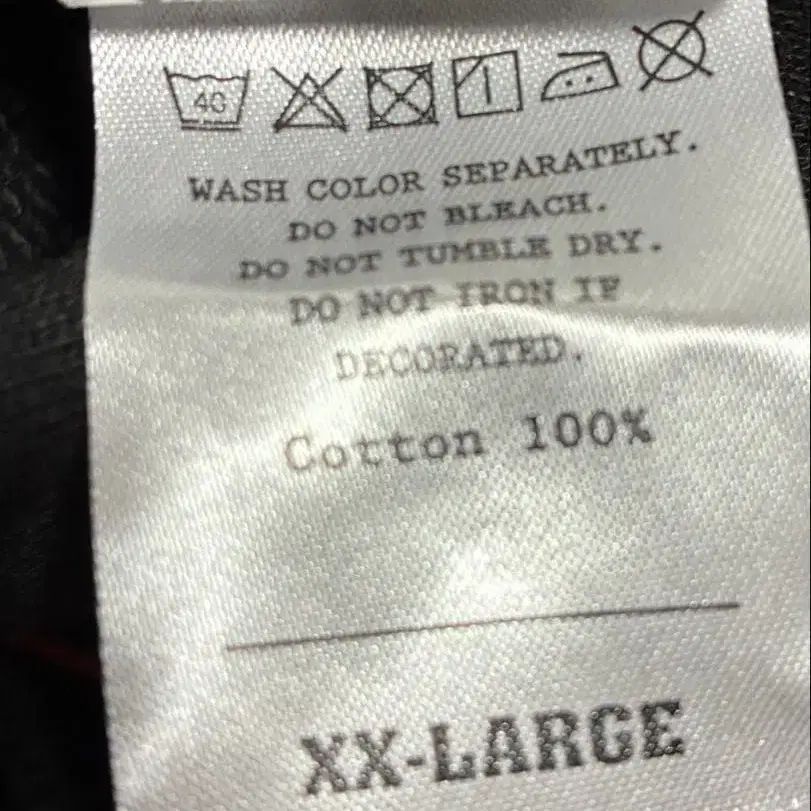 40
WASH COLOR SEPARATELY.
DO NOT BLEACH.
DO NOT TUMBLE DRY.
DO NOT IRON IF
DECORATED.
Cotton 100%
XX-LARGE